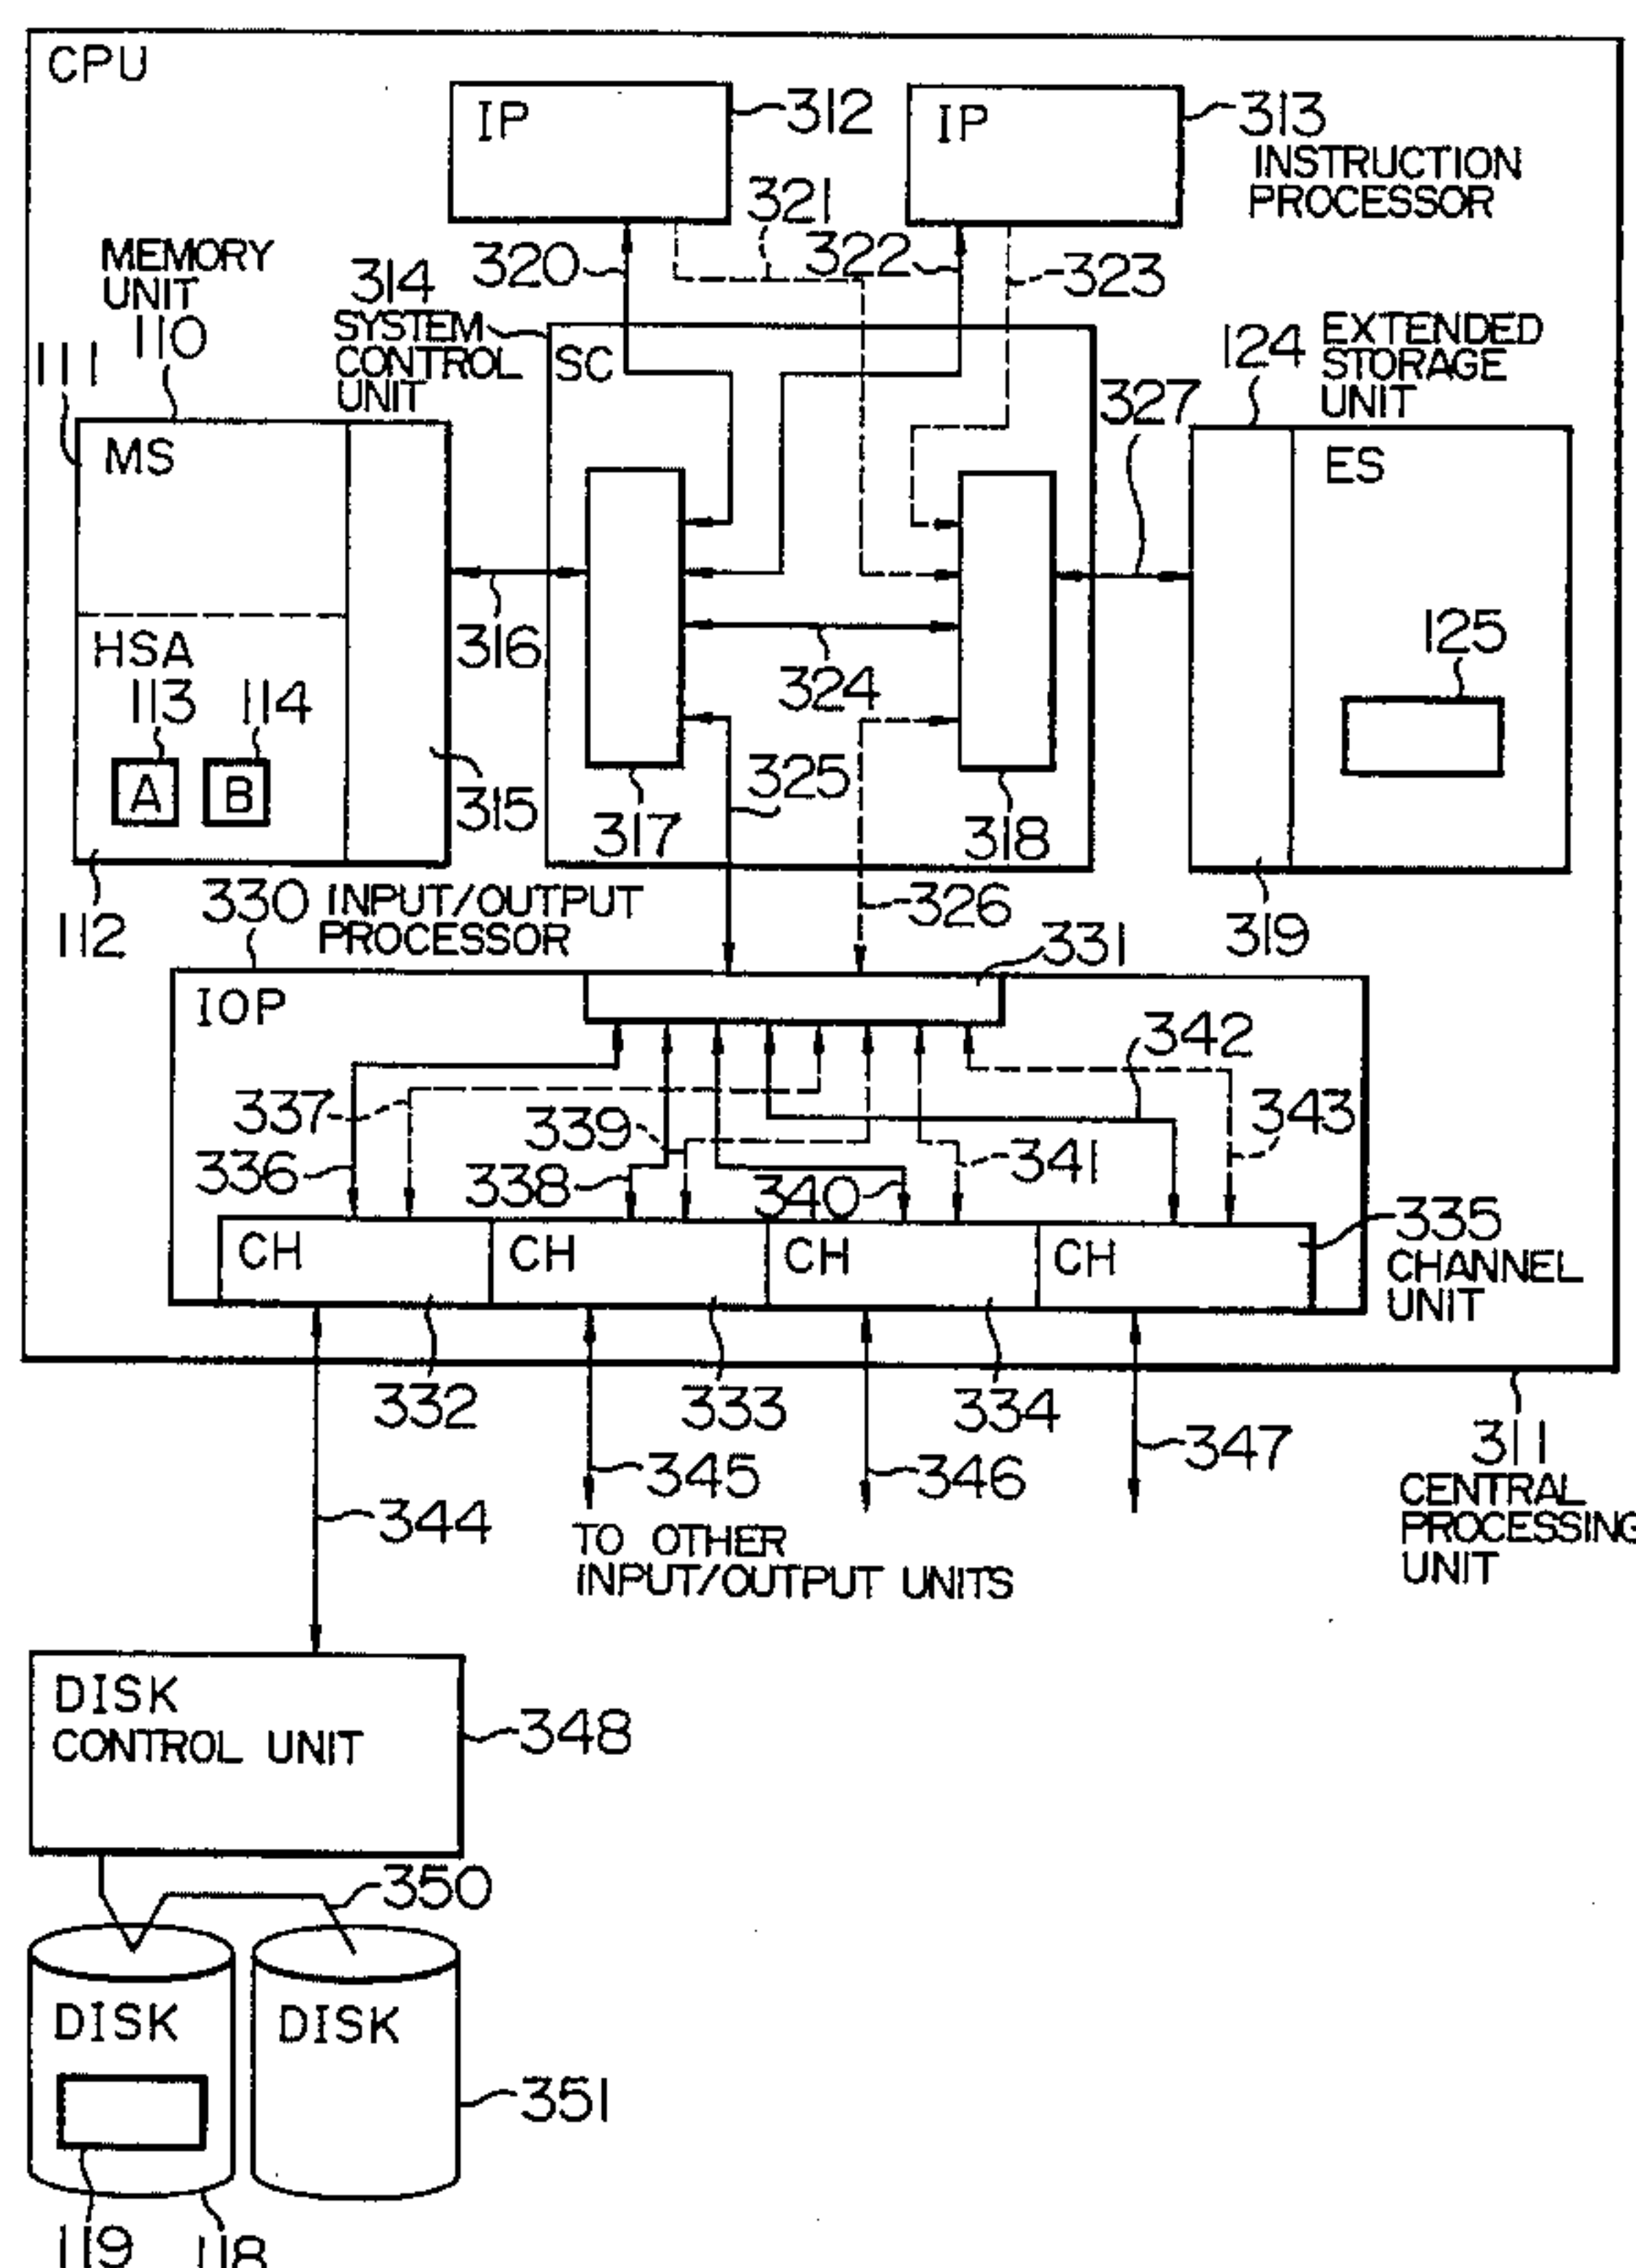 CPU
IP
312
IP
313
INSTRUCTION
PROCESSOR
321
320
322
323
MEMORY
UNIT
110
111
314
SYSTEM
CONTROL
UNIT
SC
124
EXTENDED
STORAGE
UNIT
327
MS
ES
316
HSA
113
114
A
B
315
324
125
317
325
318
112
326
319
330
INPUT/OUTPUT
PROCESSOR
331
IOP
342
337
339
343
336
338
340
341
335
CHANNEL
UNIT
CH
CH
CH
CH
332
333
334
311
CENTRAL
PROCESSING
UNIT
344
345
346
347
TO OTHER
INPUT/OUTPUT UNITS
DISK
CONTROL UNIT
348
350
DISK
DISK
351
119
118